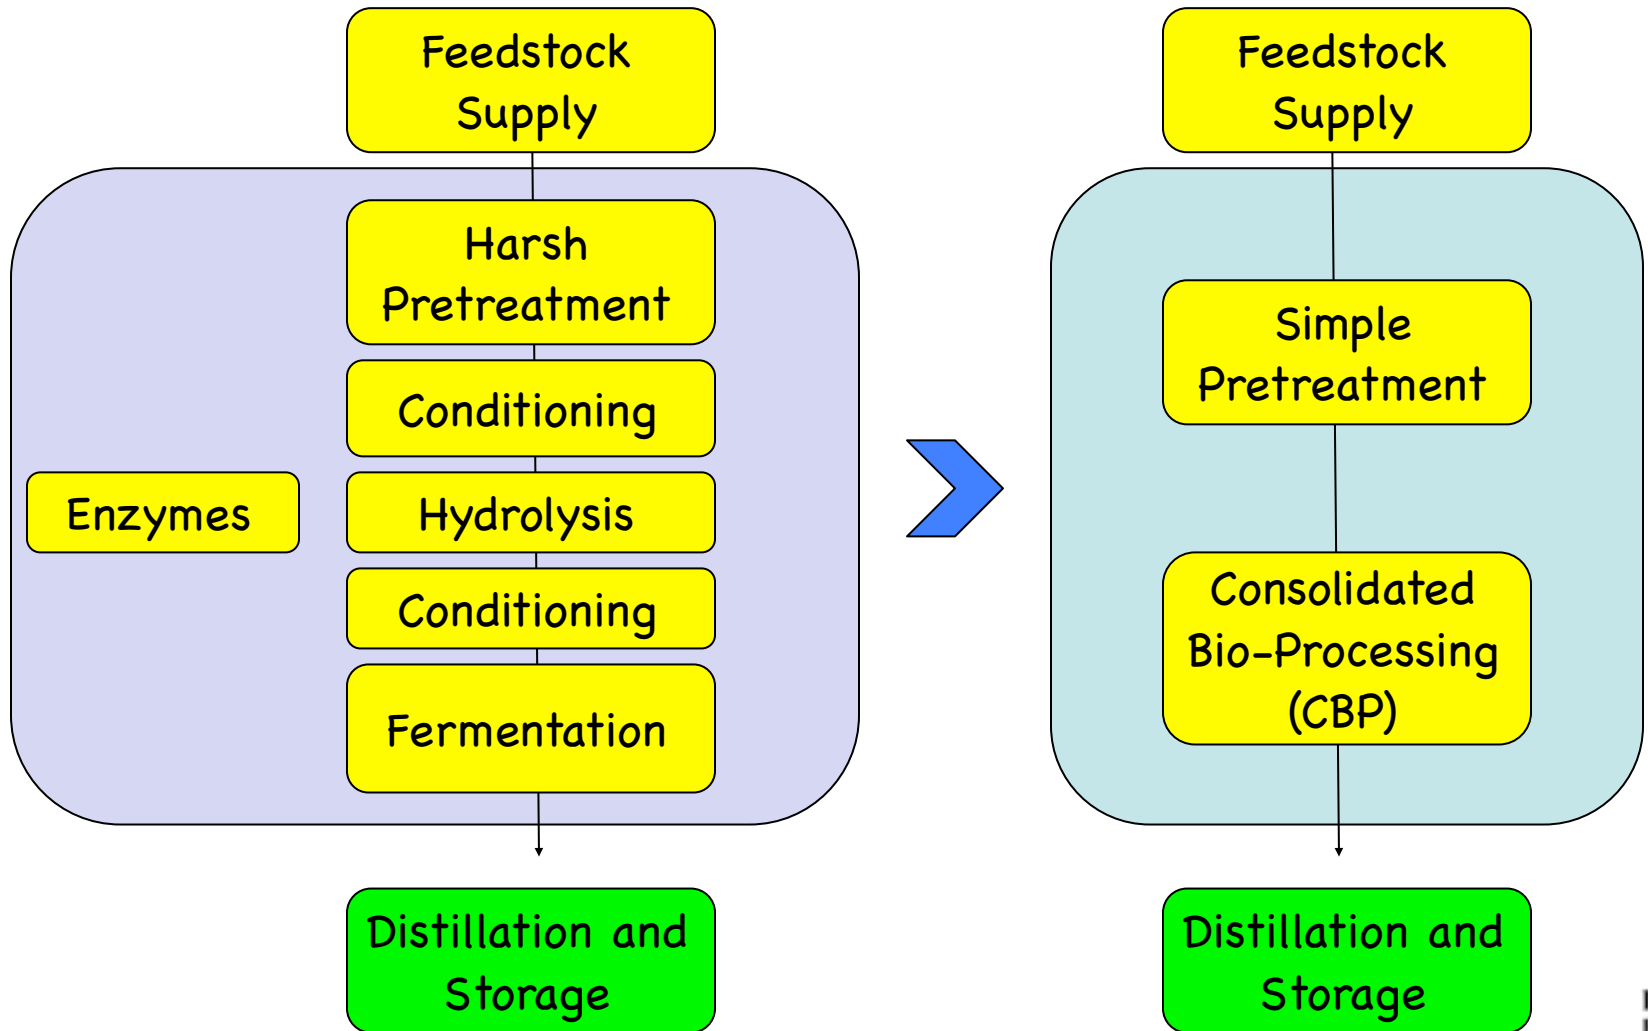 Feedstock
Supply
Harsh
Pretreatment
Conditioning
Enzymes
Hydrolysis
Conditioning
Fermentation
Distillation and
Storage
Feedstock
Supply
Simple
Pretreatment
Consolidated
Bio-Processing
(CBP)
Distillation and
Storage